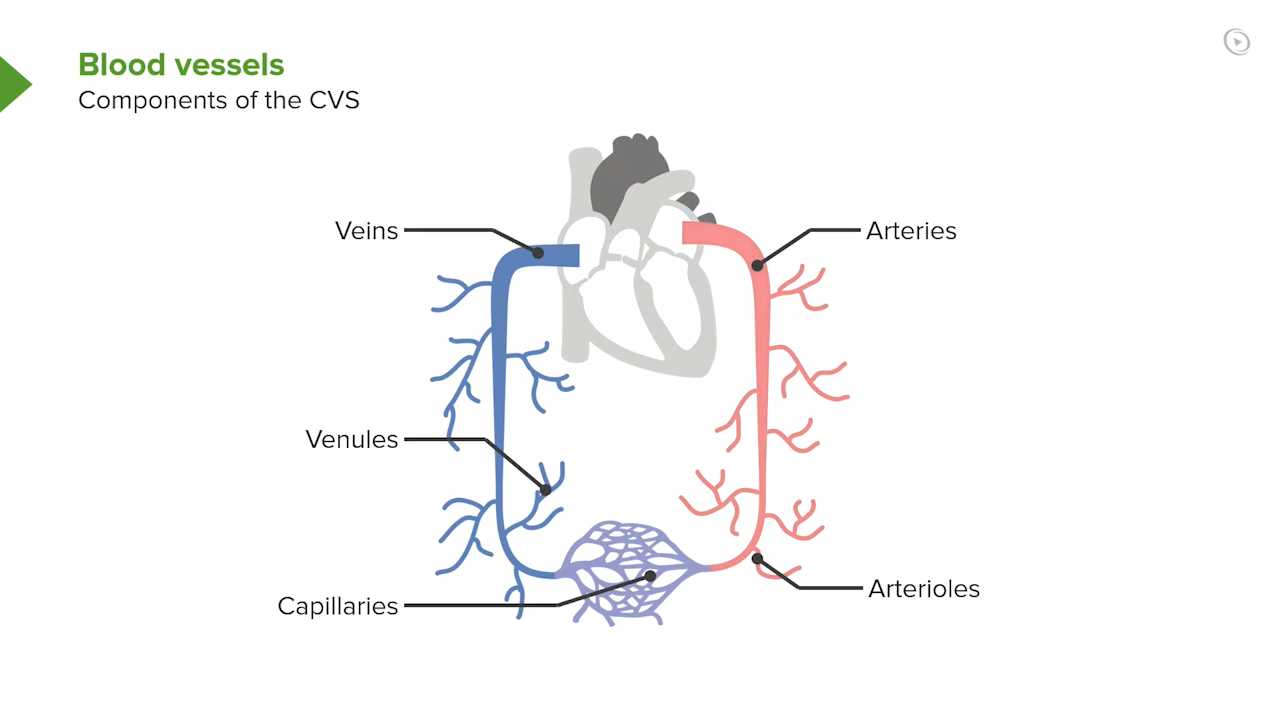 Blood vessels
Components of the CVS
Veins
Arteries
Venules
Arterioles
Capillaries